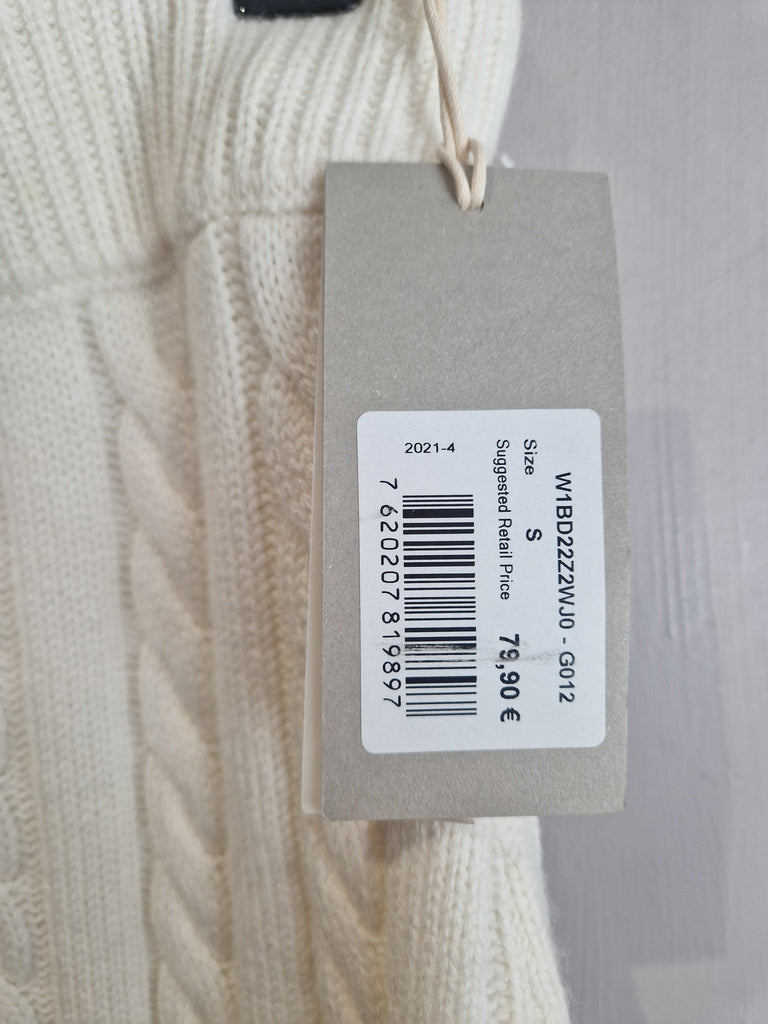 W1BD22Z2WJ0 - G012
Size S
Suggested Retail Price 79,90 €
2021-4
7 620207 819897